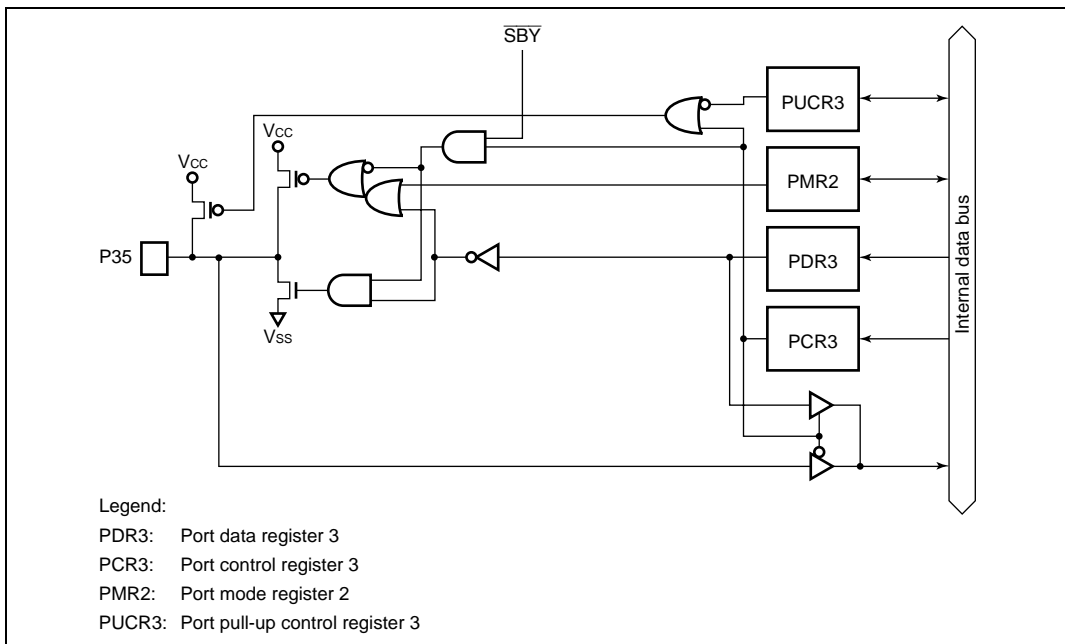 SBY
PUCR3
VCC
VCC
PMR2
P35
PDR3
VSS
PCR3
Internal data bus
Legend:
PDR3: Port data register 3
PCR3: Port control register 3
PMR2: Port mode register 2
PUCR3: Port pull-up control register 3